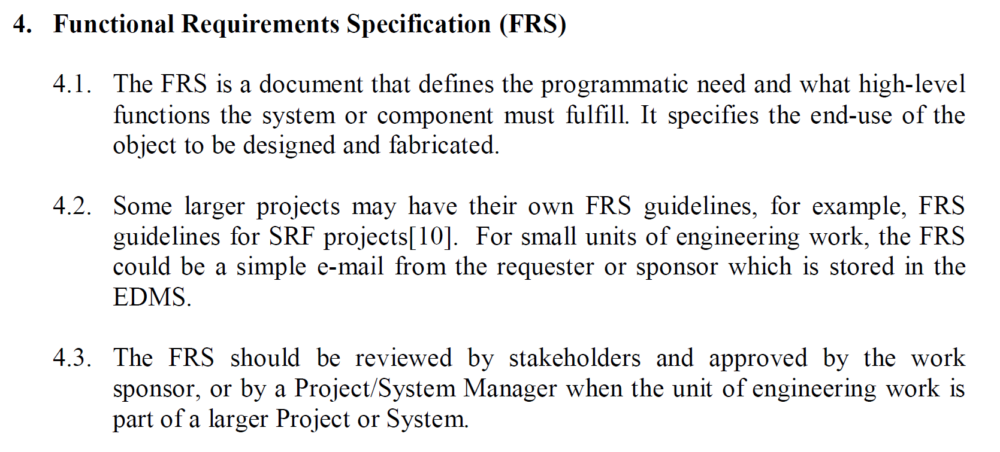 4. Functional Requirements Specification (FRS)
4.1. The FRS is a document that defines the programmatic need and what high-level
functions the system or component must fulfill. It specifies the end-use of the
object to be designed and fabricated.
4.2. Some larger projects may have their own FRS guidelines, for example, FRS
guidelines for SRF projects[10].  For small units of engineering work, the FRS
could be a simple e-mail from the requester or sponsor which is stored in the
EDMS.
4.3. The FRS should be reviewed by stakeholders and approved by the work
sponsor, or by a Project/System Manager when the unit of engineering work is
part of a larger Project or System.